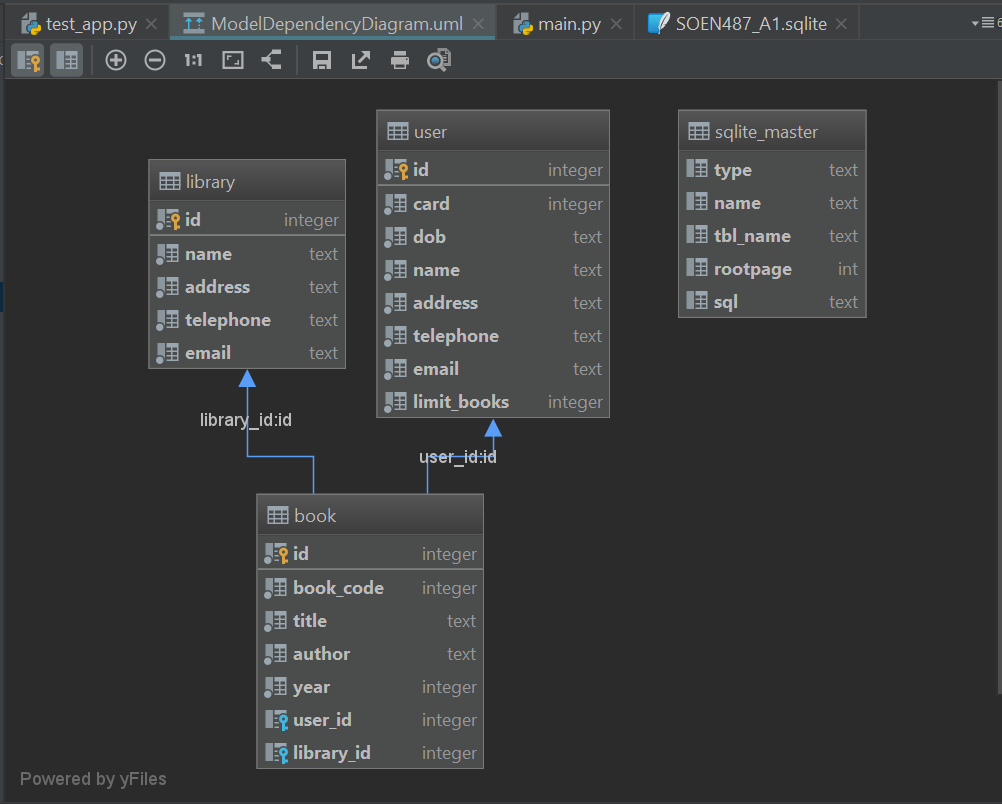 test_app.py ModelDependencyDiagram.uml main.py SOEN487_A1.sqlite
1:1
library
id integer
name text
address text
telephone text
email text
user
id integer
card integer
dob text
name text
address text
telephone text
email text
limit_books integer
sqlite_master
type text
name text
tbl_name text
rootpage int
sql text
library_id:id
user_id:id
book
id integer
book_code integer
title text
author text
year integer
user_id integer
library_id integer
Powered by yFiles